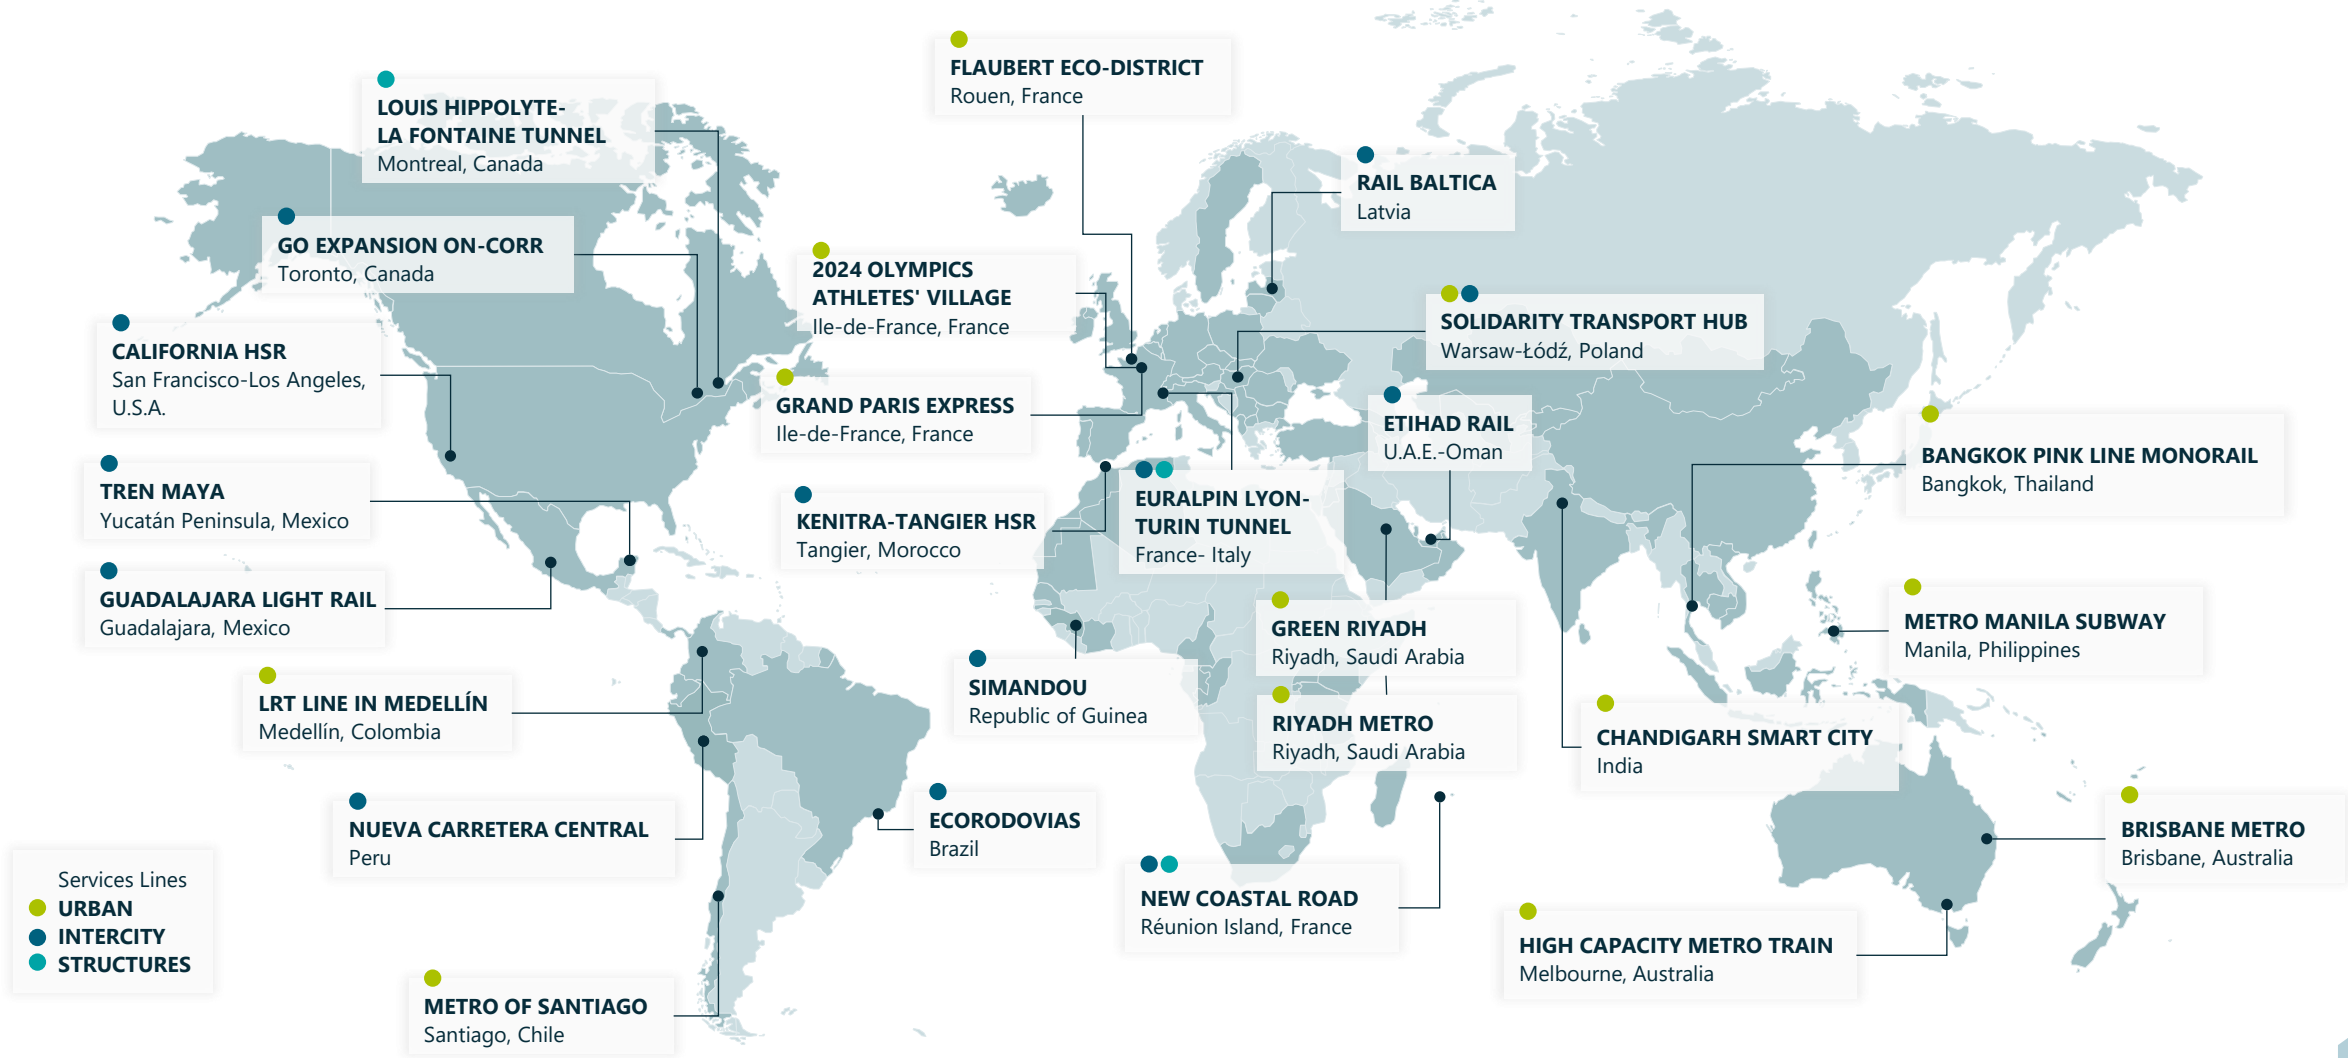 FLAUBERT ECO-DISTRICT
Rouen, France
LOUIS HIPPOLYTE-
LA FONTAINE TUNNEL
Montreal, Canada
RAIL BALTICA
Latvia
GO EXPANSION ON-CORR
Toronto, Canada
2024 OLYMPICS
ATHLETES' VILLAGE
Ile-de-France, France
SOLIDARITY TRANSPORT HUB
Warsaw-Łódź, Poland
CALIFORNIA HSR
San Francisco-Los Angeles,
U.S.A.
GRAND PARIS EXPRESS
Ile-de-France, France
ETIHAD RAIL
U.A.E.-Oman
BANGKOK PINK LINE MONORAIL
Bangkok, Thailand
TREN MAYA
Yucatán Peninsula, Mexico
KENITRA-TANGIER HSR
Tangier, Morocco
EURALPIN LYON-
TURIN TUNNEL
France- Italy
GUADALAJARA LIGHT RAIL
Guadalajara, Mexico
GREEN RIYADH
Riyadh, Saudi Arabia
METRO MANILA SUBWAY
Manila, Philippines
LRT LINE IN MEDELLÍN
Medellín, Colombia
SIMANDOU
Republic of Guinea
RIYADH METRO
Riyadh, Saudi Arabia
CHANDIGARH SMART CITY
India
NUEVA CARRETERA CENTRAL
Peru
ECORODOVIAS
Brazil
BRISBANE METRO
Brisbane, Australia
NEW COASTAL ROAD
Réunion Island, France
HIGH CAPACITY METRO TRAIN
Melbourne, Australia
METRO OF SANTIAGO
Santiago, Chile
Services Lines
URBAN
INTERCITY
STRUCTURES